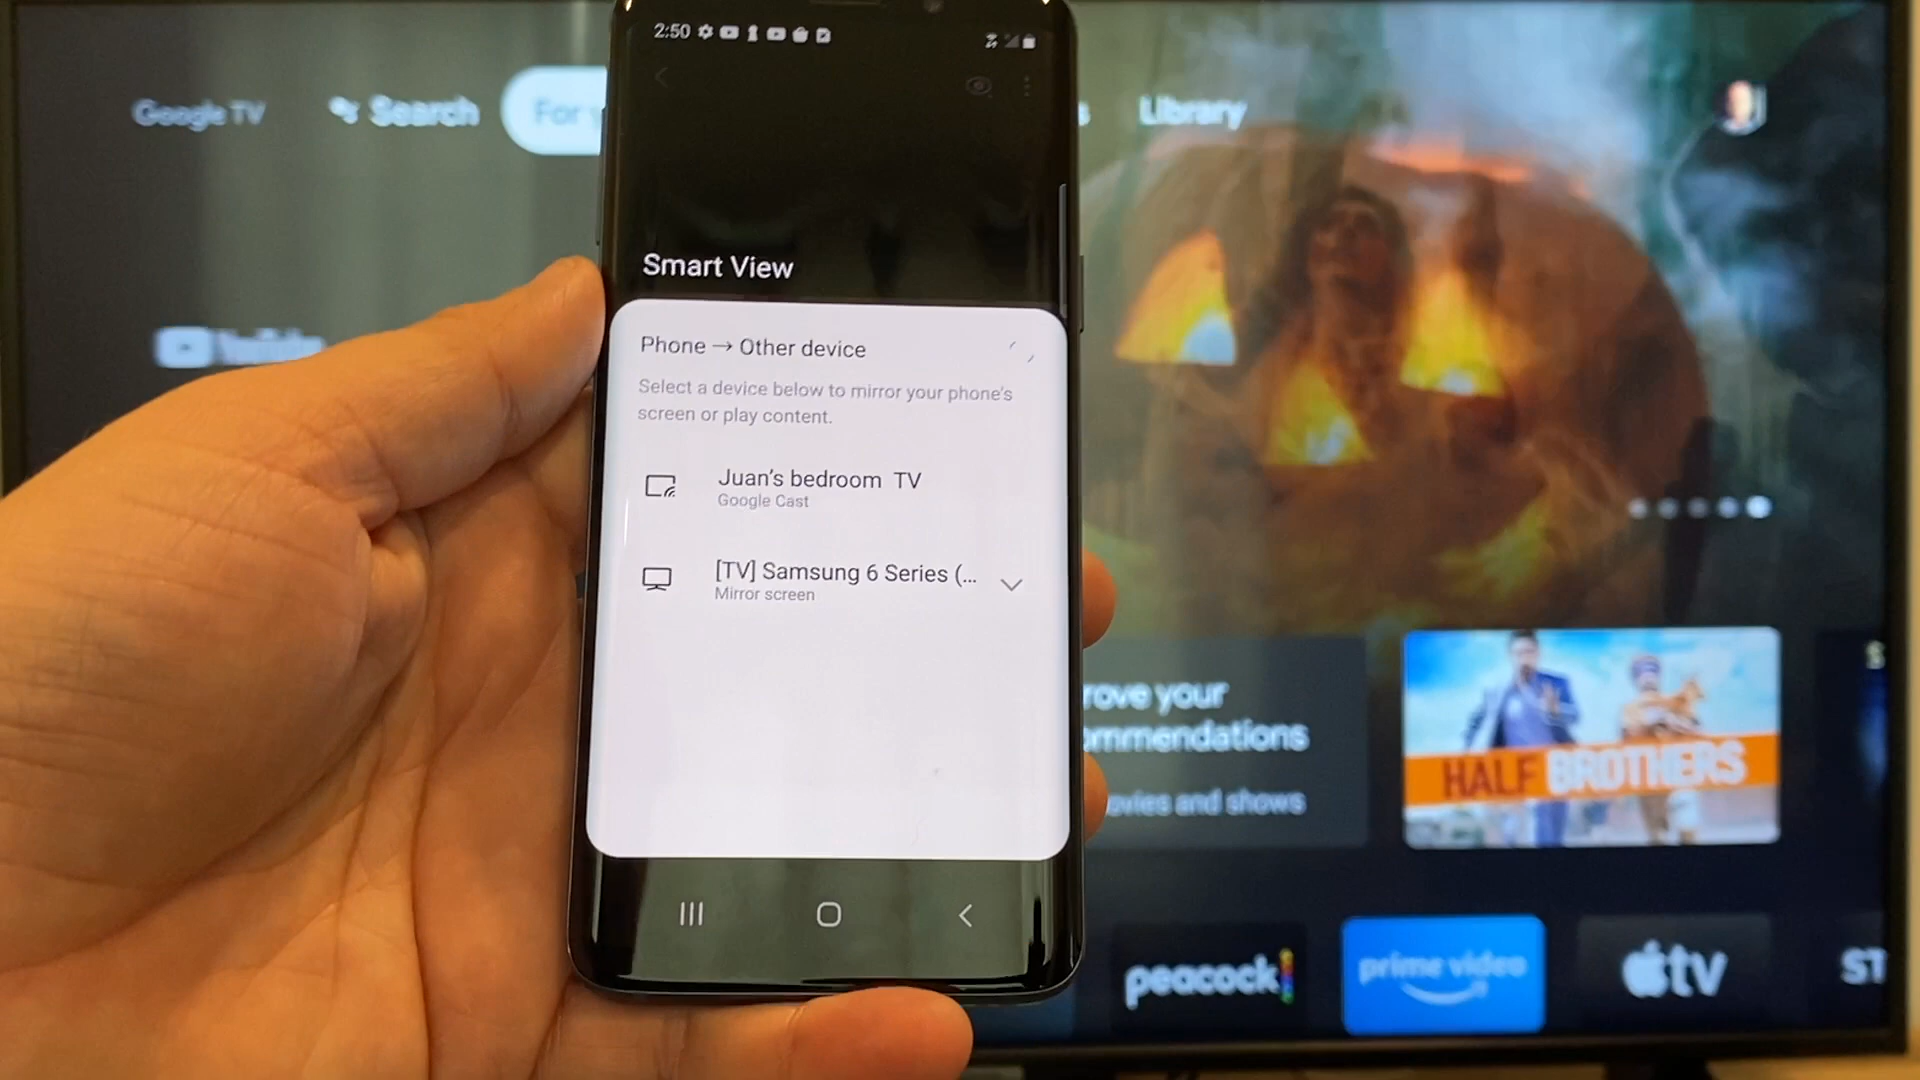 2:50
Google TV
Search
For
Library
Smart View
YouTube
Phone → Other device
Select a device below to mirror your phone's
screen or play content.
Juan's bedroom TV
Google Cast
[TV] Samsung 6 Series (...
Mirror screen
rove your
ommendations
ovies and shows
HALF BROTHERS
peacock
prime video
tv
ST